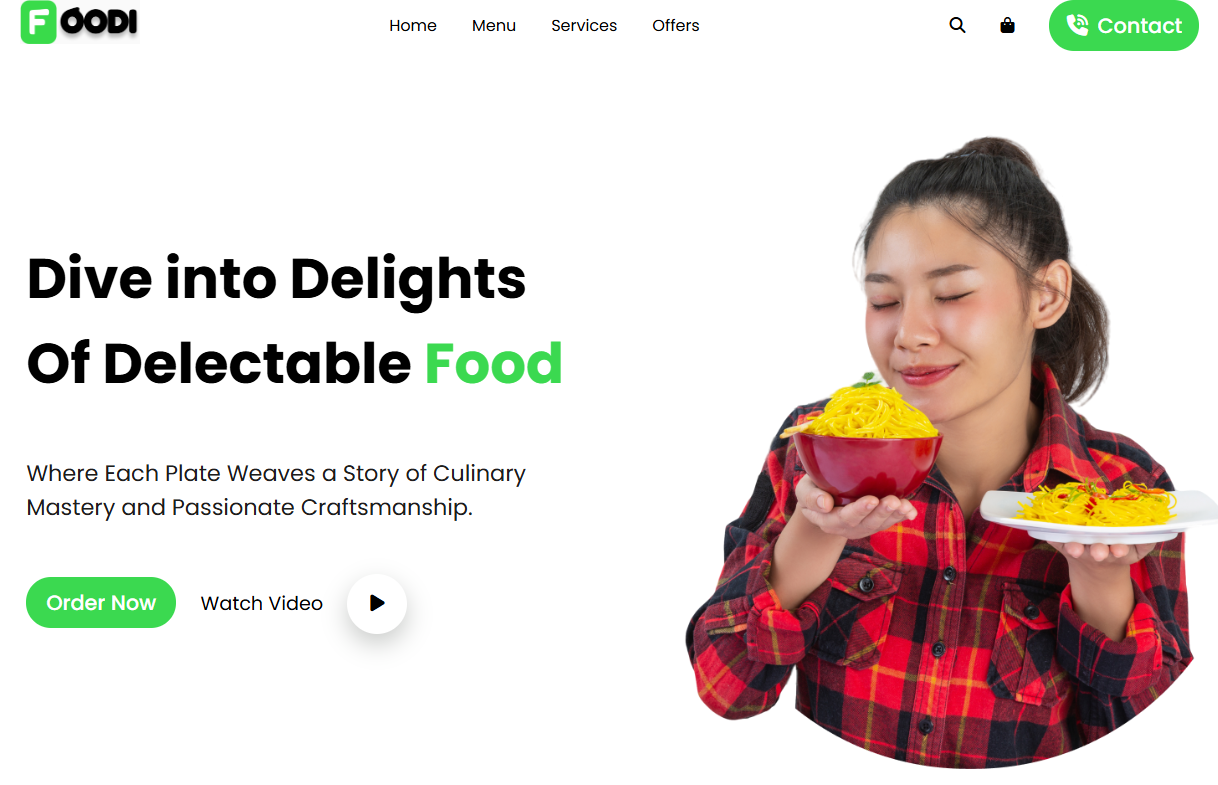 FOODI
Home
Menu
Services
Offers
Contact
Dive into Delights
Of Delectable Food
Where Each Plate Weaves a Story of Culinary
Mastery and Passionate Craftsmanship.
Order Now
Watch Video